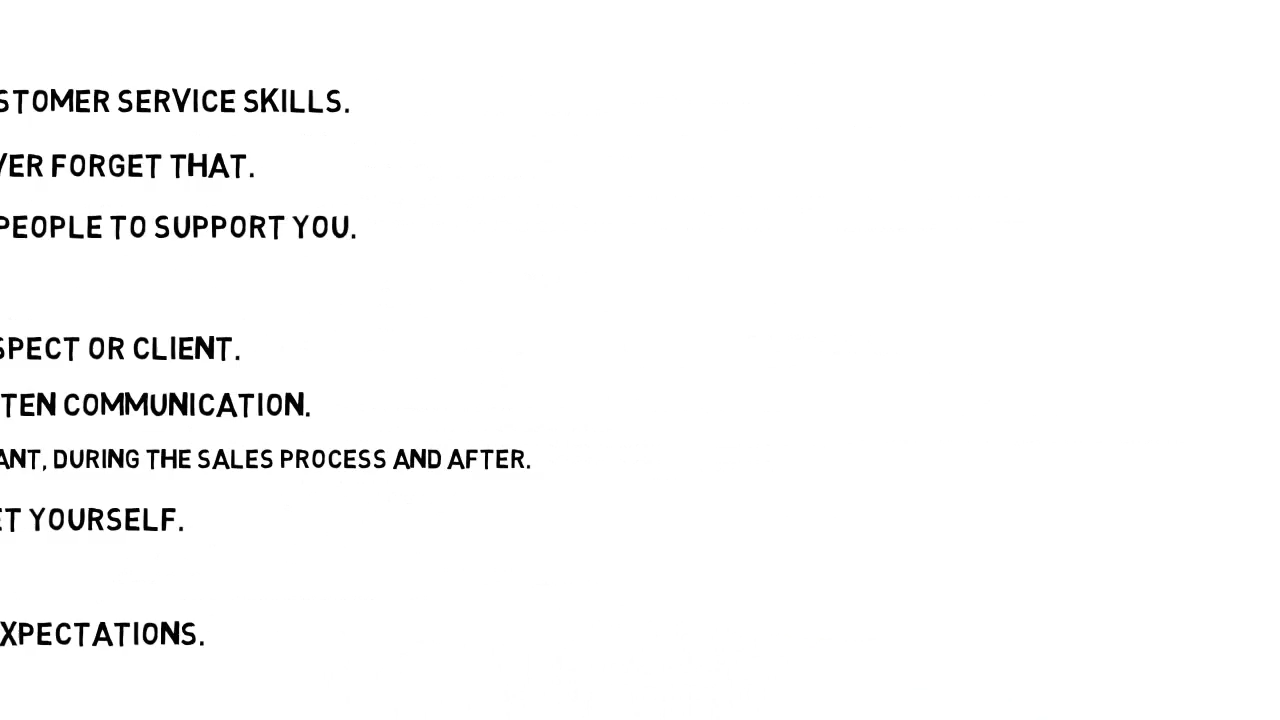 STOMER SERVICE SKILLS.
VER FORGET THAT.
PEOPLE TO SUPPORT YOU.
SPECT OR CLIENT.
TEN COMMUNICATION.
ANT, DURING THE SALES PROCESS AND AFTER.
ET YOURSELF.
XPECTATIONS.